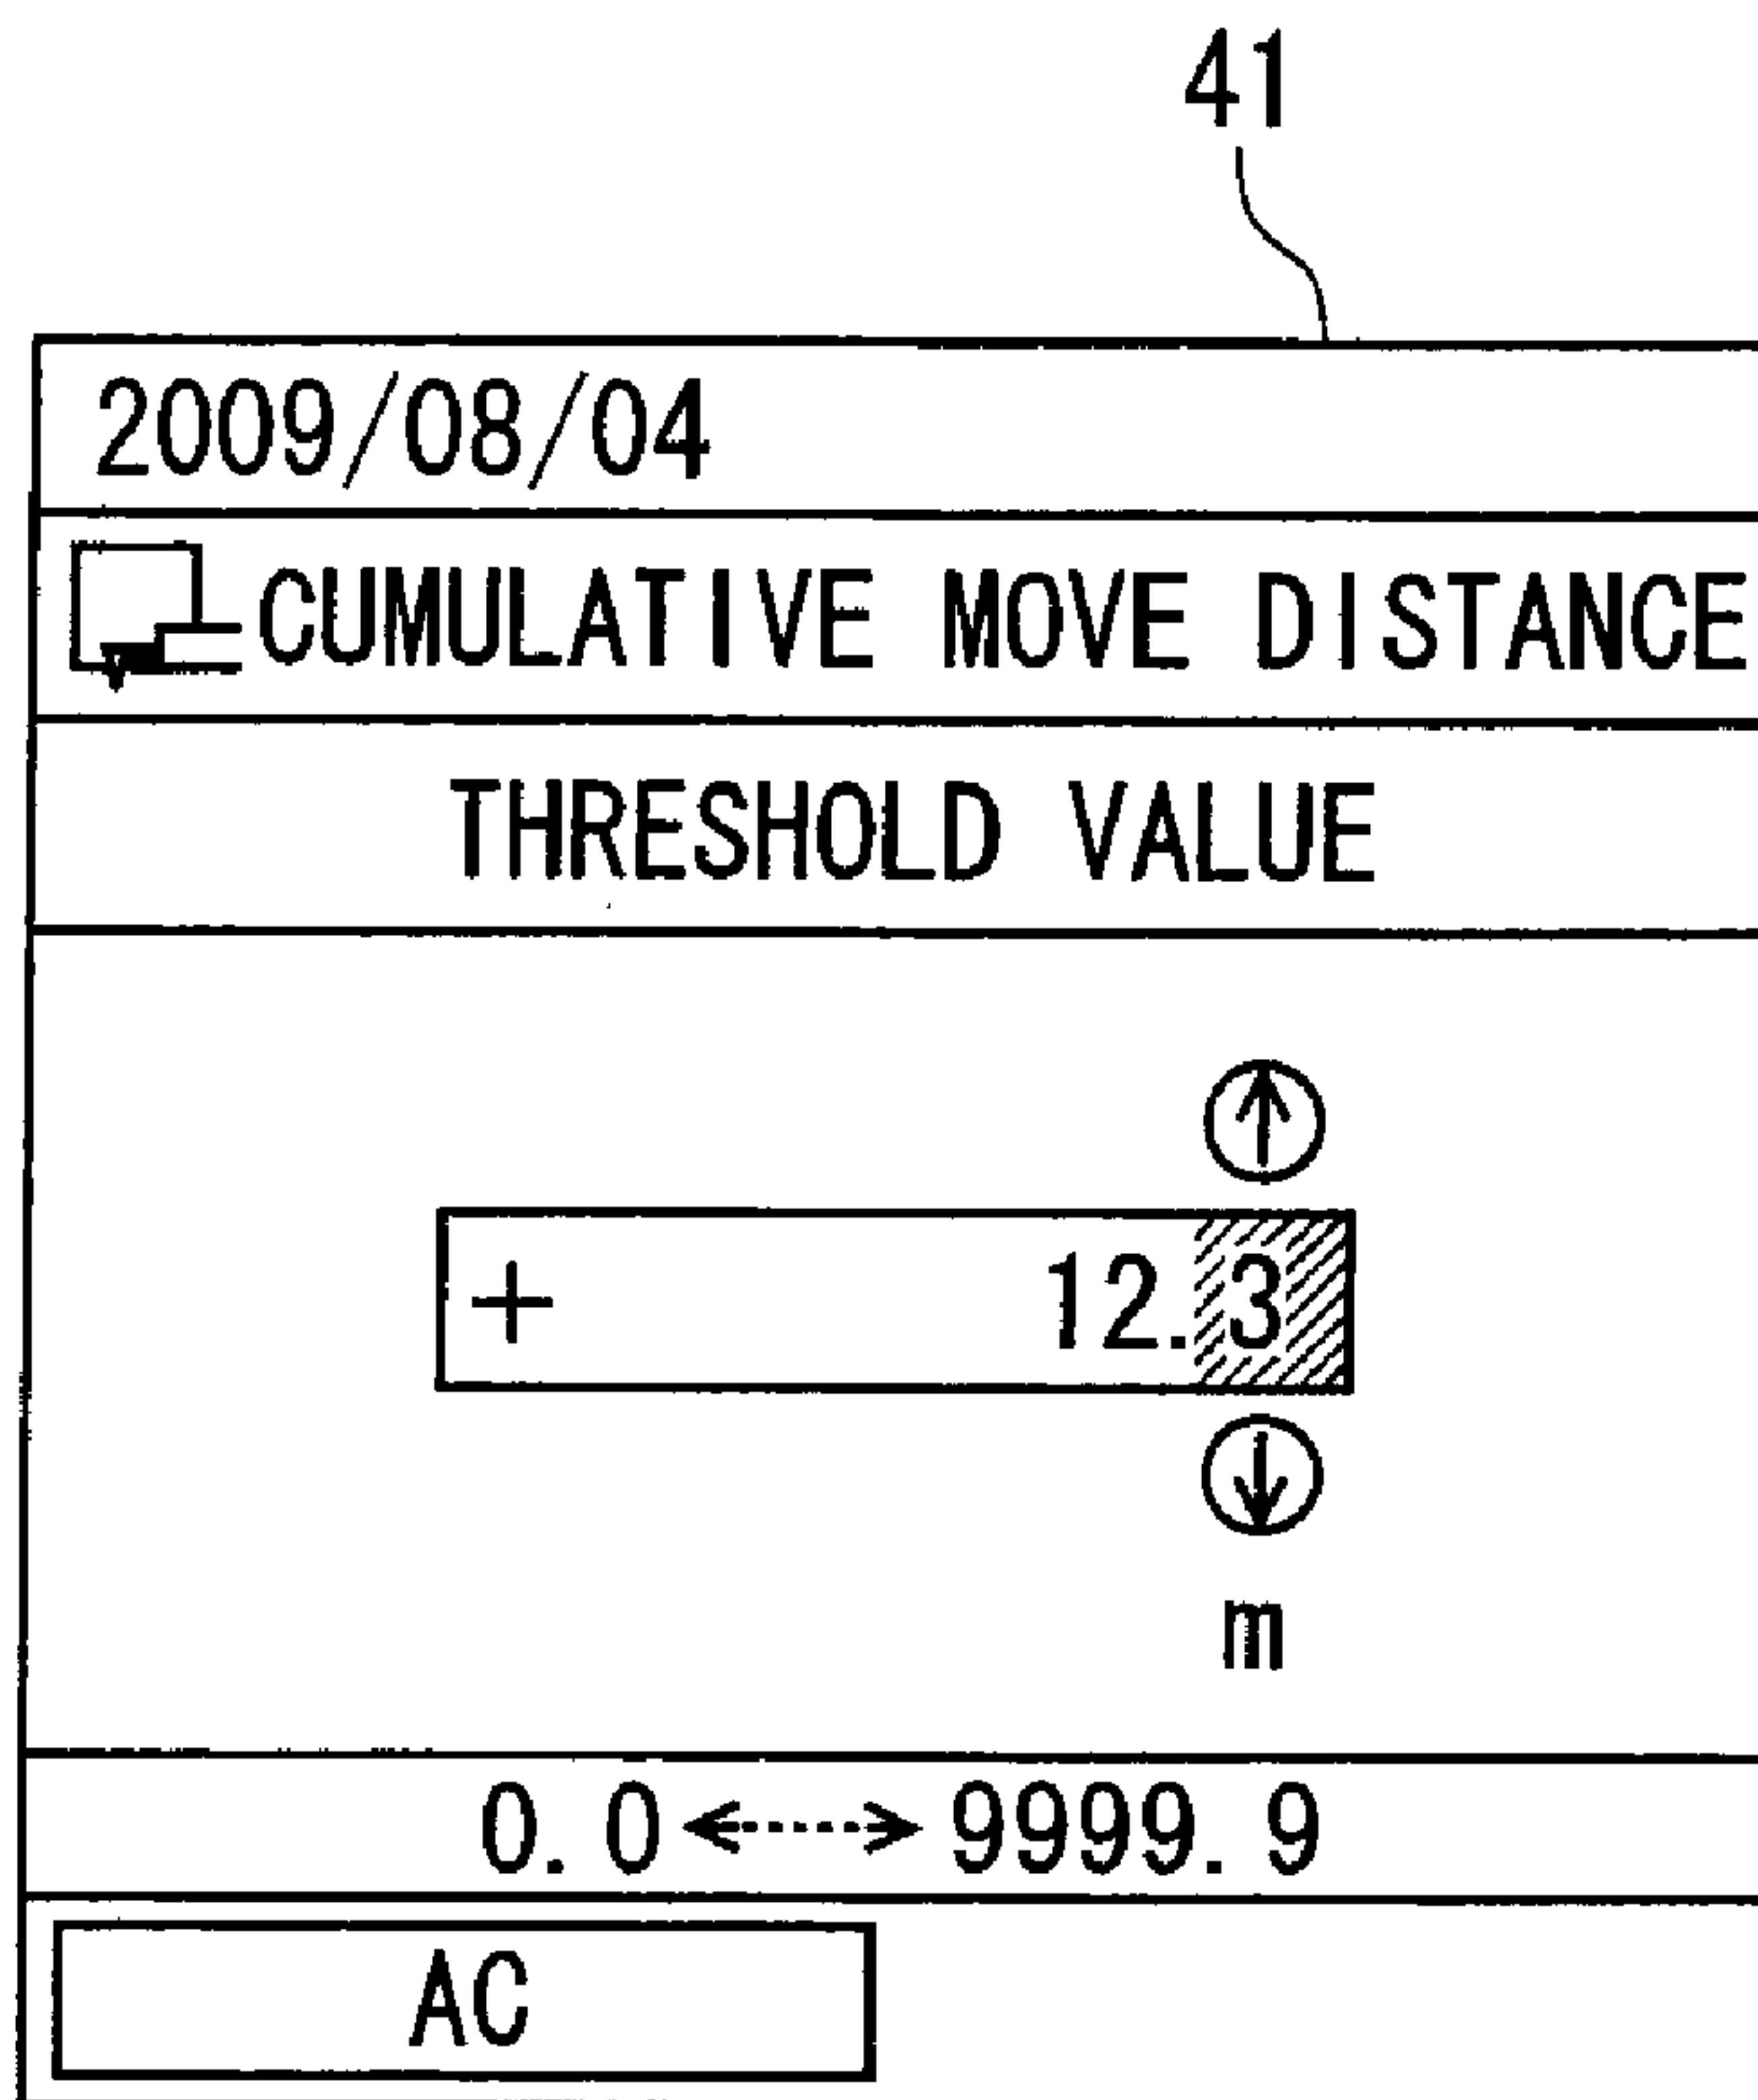 41
2009/08/04
CUMULATIVE MOVE DISTANCE
THRESHOLD VALUE
+ 12.3
m
0.0 9999.9
AC